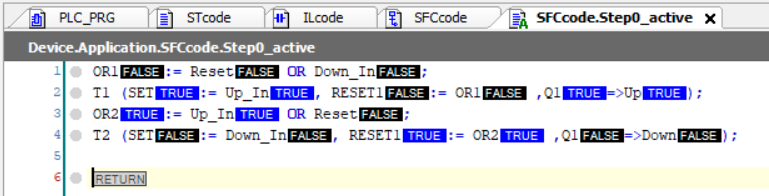 PLC_PRG STcode ILcode SFCcode SFCcode.Step0_active
Device.Application.SFCcode.Step0_active
1 OR1 FALSE := Reset FALSE OR Down_In FALSE ;
2 T1 (SET TRUE := Up_In TRUE , RESET1 FALSE := OR1 FALSE ,Q1 TRUE =>Up TRUE );
3 OR2 TRUE := Up_In TRUE OR Reset FALSE ;
4 T2 (SET FALSE := Down_In FALSE , RESET1 TRUE := OR2 TRUE ,Q1 FALSE =>Down FALSE );
5
6 RETURN